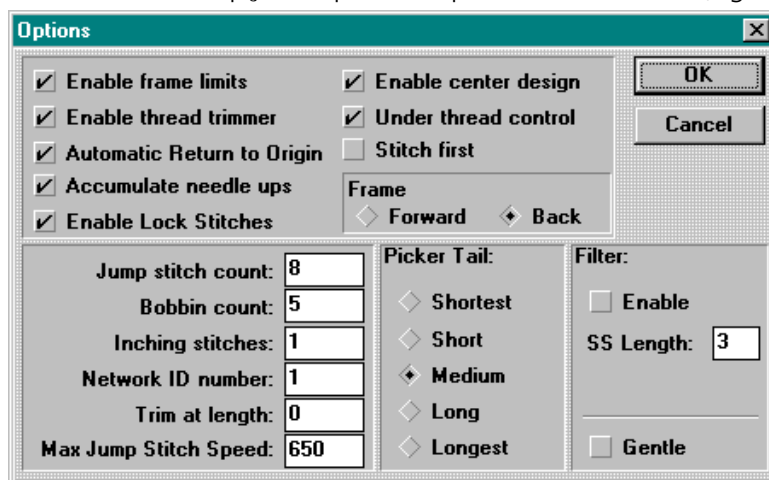 Options
Enable frame limits
Enable thread trimmer
Automatic Return to Origin
Accumulate needle ups
Enable Lock Stitches
Enable center design
Under thread control
Stitch first
Frame
Forward Back
OK
Cancel
Jump stitch count: 8
Bobbin count: 5
Inching stitches: 1
Network ID number: 1
Trim at length: 0
Max Jump Stitch Speed: 650
Picker Tail:
Shortest
Short
Medium
Long
Longest
Filter:
Enable
SS Length: 3
Gentle